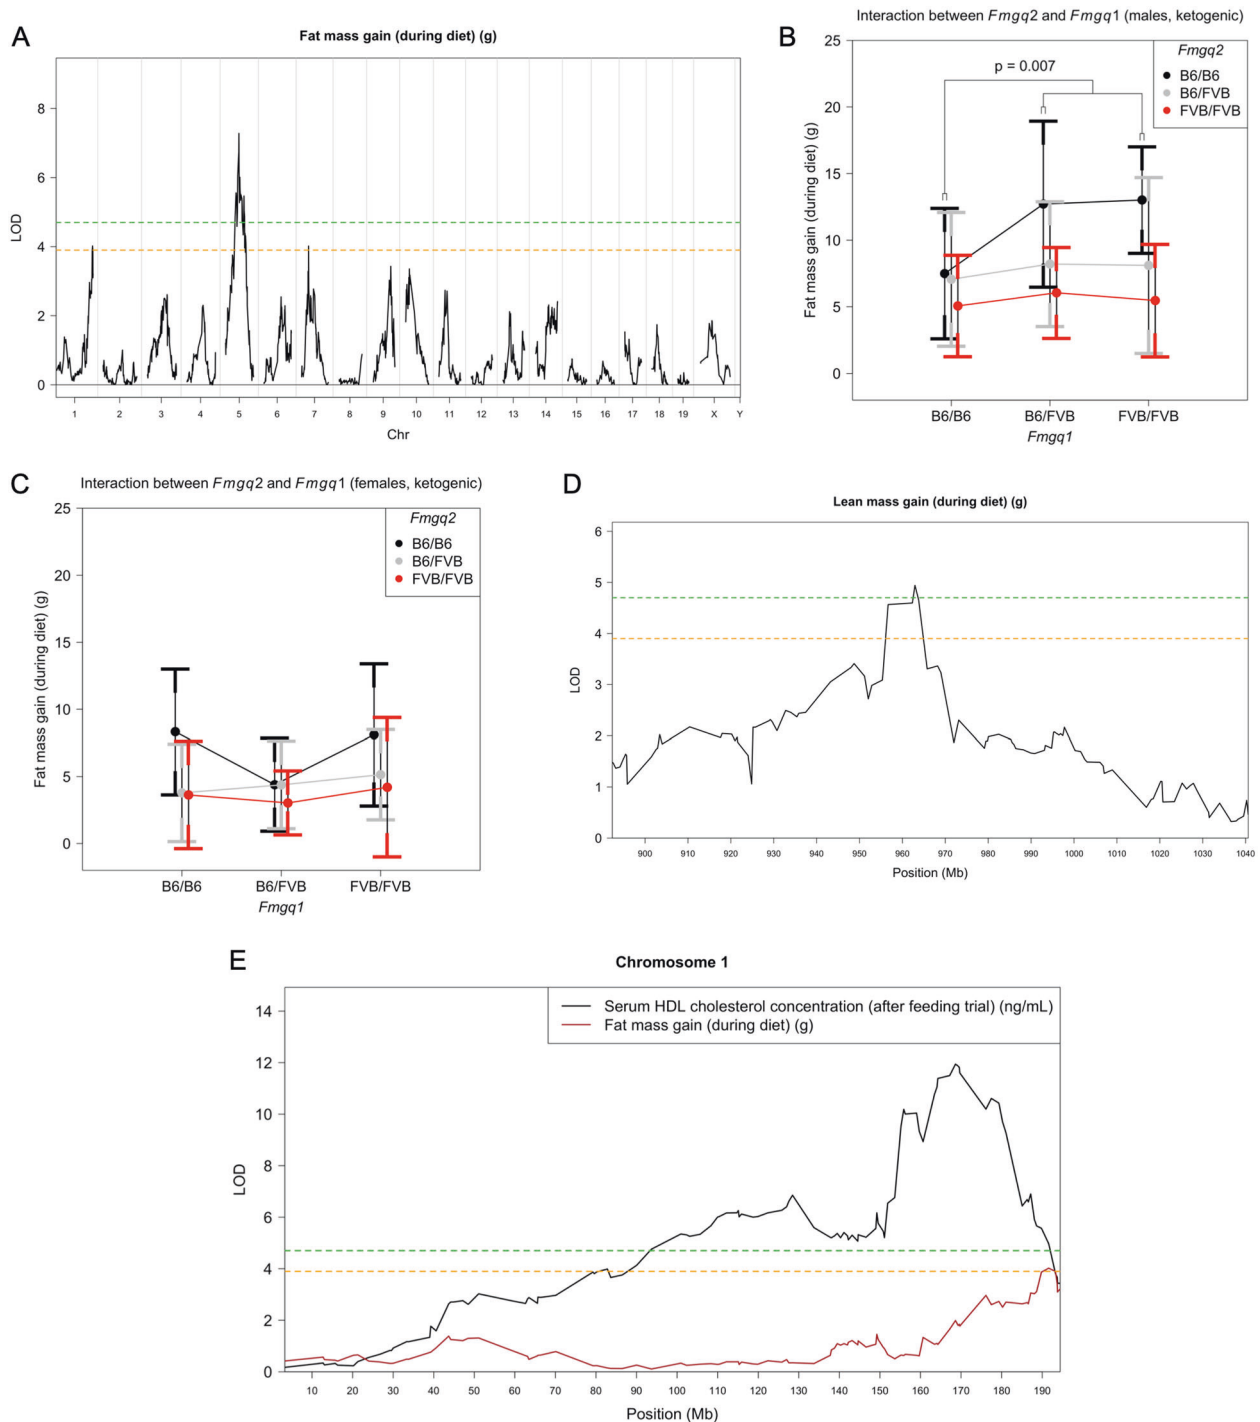 A
Fat mass gain (during diet) (g)
LOD
8
6
4
2
0
1 2 3 4 5 6 7 8 9 10 11 12 13 14 15 16 17 18 19 X Y
Chr
B
Interaction between Fmgq2 and Fmgq1 (males, ketogenic)
Fat mass gain (during diet) (g)
25
20
15
10
5
0
p = 0.007
Fmgq2
B6/B6
B6/FVB
FVB/FVB
B6/B6 B6/FVB FVB/FVB
Fmgq1
C
Interaction between Fmgq2 and Fmgq1 (females, ketogenic)
Fat mass gain (during diet) (g)
25
20
15
10
5
0
Fmgq2
B6/B6
B6/FVB
FVB/FVB
B6/B6 B6/FVB FVB/FVB
Fmgq1
D
Lean mass gain (during diet) (g)
LOD
6
5
4
3
2
1
0
900 910 920 930 940 950 960 970 980 990 1000 1010 1020 1030 1040
Position (Mb)
E
Chromosome 1
LOD
14
12
10
8
6
4
2
0
Serum HDL cholesterol concentration (after feeding trial) (ng/mL)
Fat mass gain (during diet) (g)
10 20 30 40 50 60 70 80 90 100 110 120 130 140 150 160 170 180 190
Position (Mb)